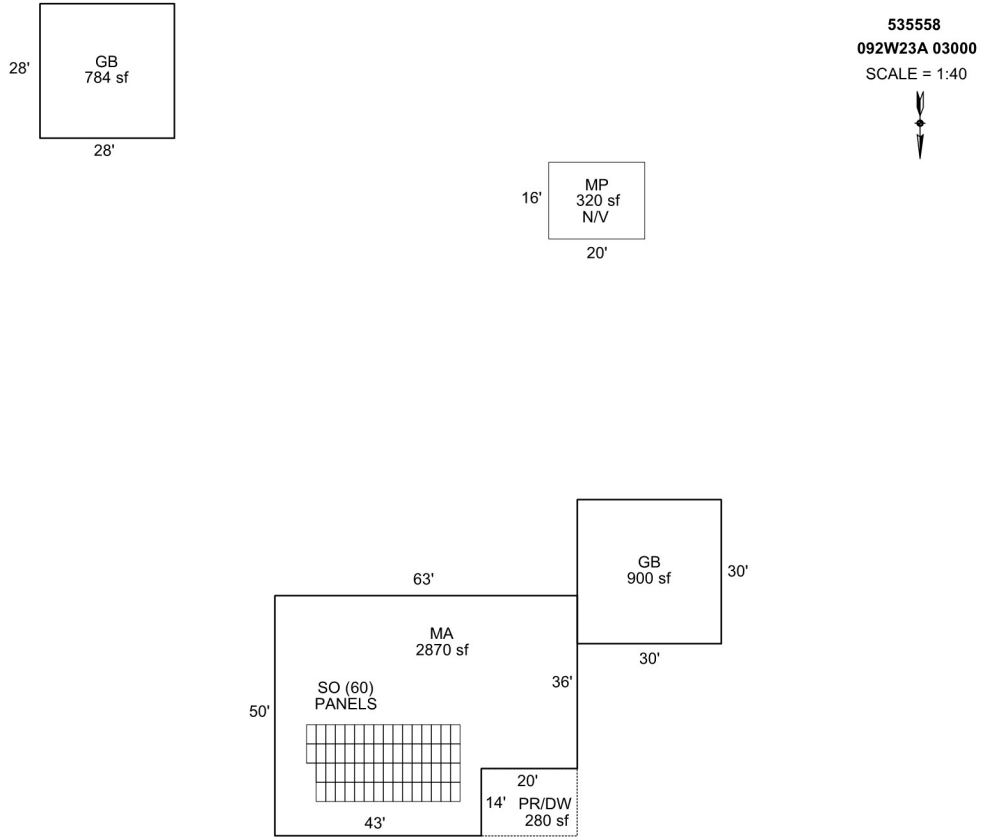 535558
092W23A 03000
SCALE = 1:40
28'
GB
784 sf
28'
16'
MP
320 sf
N/V
20'
GB
900 sf
30'
30'
63'
MA
2870 sf
36'
SO (60)
PANELS
50'
20'
14'
PR/DW
280 sf
43'